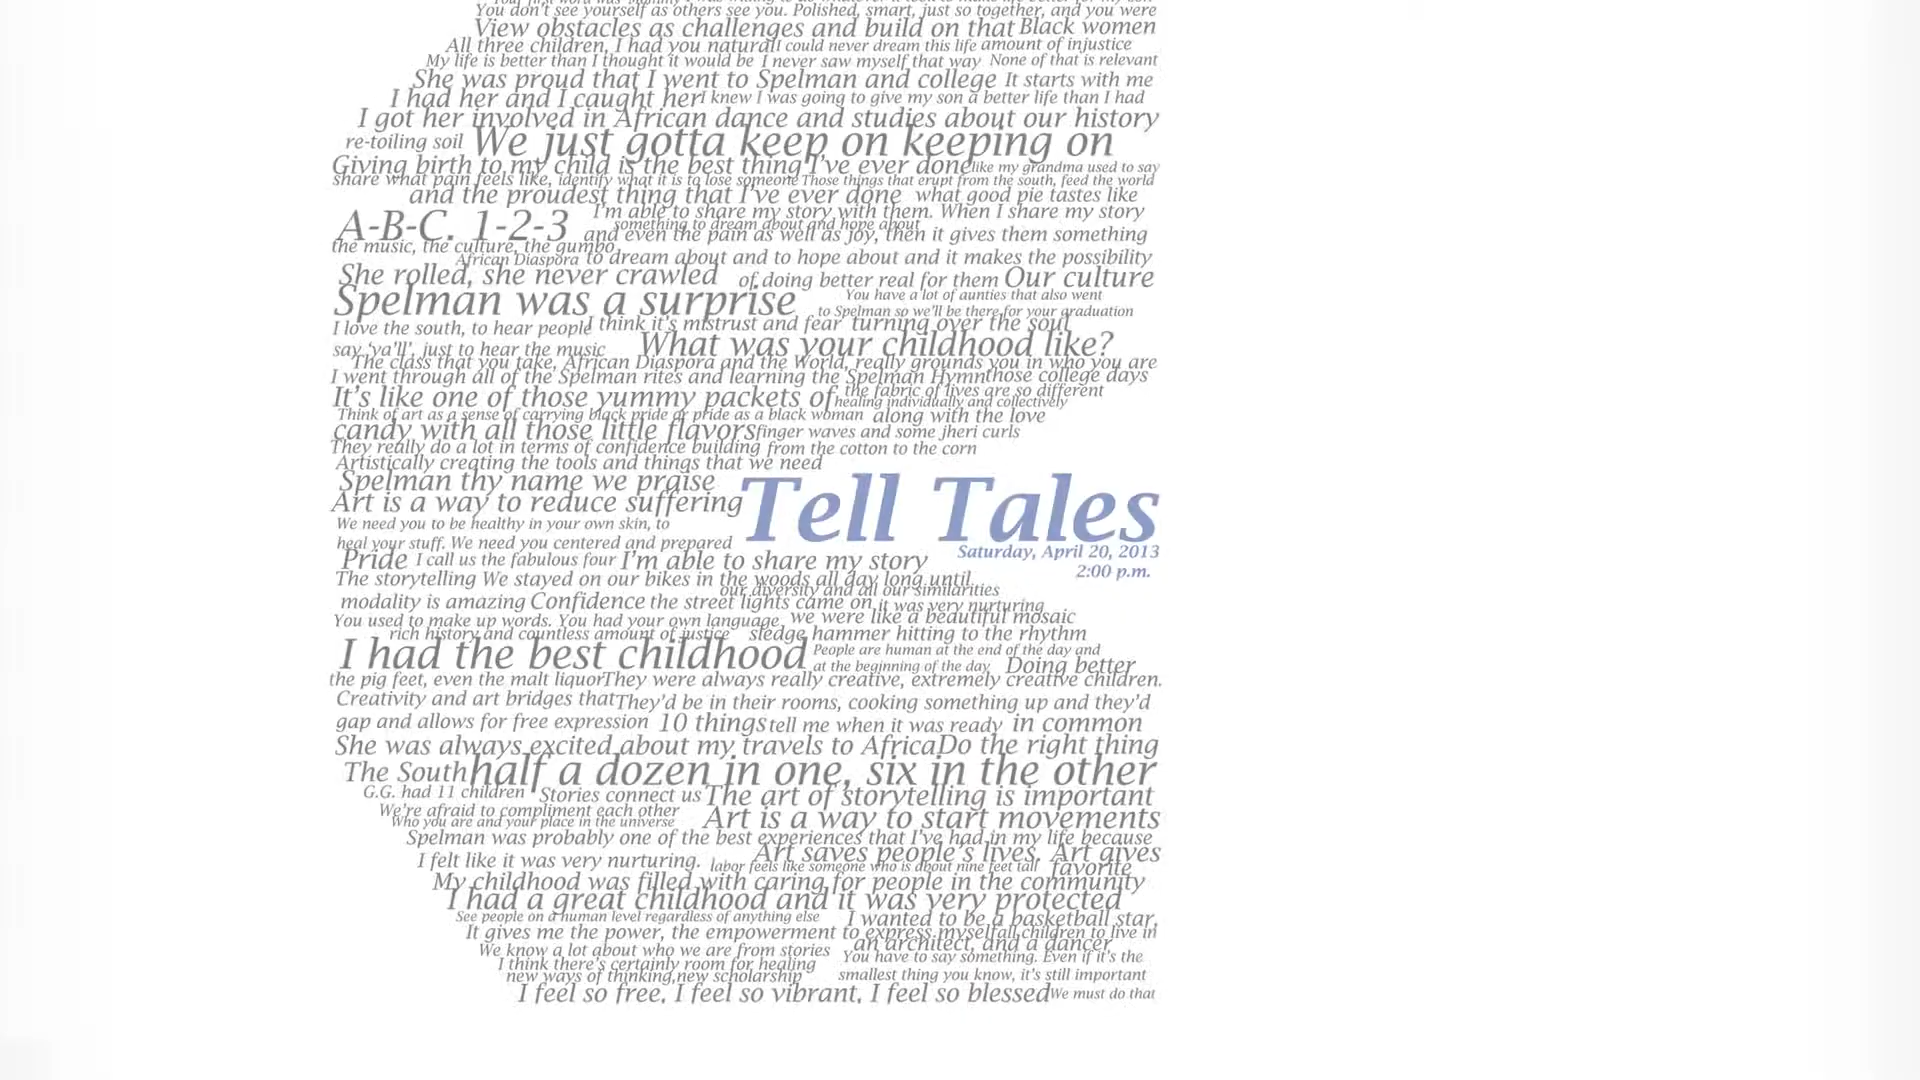 You don't see yourself as others see you. Polished, smart, just so together, and you were
View obstacles as challenges and build on that Black women
All three children, I had you natural I could never dream this life amount of injustice
My life is better than I thought it would be I never saw myself that way None of that is relevant
She was proud that I went to Spelman and college It starts with me
I had her and I caught her I knew I was going to give my son a better life than I had
I got her involved in African dance and studies about our history
re-toiling soil We just gotta keep on keeping on
Giving birth to my child is the best thing I've ever done like my grandma used to say
share what pain feels like, identify what it is to lose someone Those things that erupt from the south, feed the world
and the proudest thing that I've ever done what good pie tastes like
A-B-C. 1-2-3 I'm able to share my story with them. When I share my story
something to dream about and hope about
and even the pain as well as joy, then it gives them something
the music, the culture, the gumbo
African Diaspora to dream about and to hope about and it makes the possibility
She rolled, she never crawled of doing better real for them Our culture
Spelman was a surprise You have a lot of aunties that also went
to Spelman so we'll be there for your graduation
I love the south, to hear people I think it's mistrust and fear turning over the soul
say 'ya'll', just to hear the music What was your childhood like?
The class that you take, African Diaspora and the World, really grounds you in who you are
I went through all of the Spelman rites and learning the Spelman Hymn those college days
It's like one of those yummy packets of the fabric of lives are so different
healing individually and collectively
Think of art as a sense of carrying black pride or pride as a black woman along with the love
candy with all those little flavors finger waves and some jheri curls
They really do a lot in terms of confidence building from the cotton to the corn
Artistically creating the tools and things that we need
Spelman thy name we praise
Art is a way to reduce suffering Tell Tales
We need you to be healthy in your own skin, to
heal your stuff. We need you centered and prepared
Saturday, April 20, 2013
Pride I call us the fabulous four I'm able to share my story
2:00 p.m.
The storytelling We stayed on our bikes in the woods all day long until
our diversity and all our similarities
modality is amazing Confidence the street lights came on it was very nurturing
You used to make up words. You had your own language we were like a beautiful mosaic
rich history and countless amount of justice sledge hammer hitting to the rhythm
I had the best childhood People are human at the end of the day and
at the beginning of the day Doing better
the pig feet, even the malt liquor They were always really creative, extremely creative children.
Creativity and art bridges that They'd be in their rooms, cooking something up and they'd
gap and allows for free expression 10 things tell me when it was ready in common
She was always excited about my travels to Africa Do the right thing
The South half a dozen in one, six in the other
G.G. had 11 children Stories connect us The art of storytelling is important
We're afraid to compliment each other
Who you are and your place in the universe Art is a way to start movements
Spelman was probably one of the best experiences that I've had in my life because
Art saves people's lives. Art gives
I felt like it was very nurturing. labor feels like someone who is about nine feet tall favorite
My childhood was filled with caring for people in the community
I had a great childhood and it was very protected
See people on a human level regardless of anything else I wanted to be a basketball star,
It gives me the power, the empowerment to express myself all children to live in
an architect, and a dancer
We know a lot about who we are from stories You have to say something. Even if it's the
I think there's certainly room for healing
new ways of thinking, new scholarship smallest thing you know, it's still important
I feel so free, I feel so vibrant, I feel so blessed We must do that